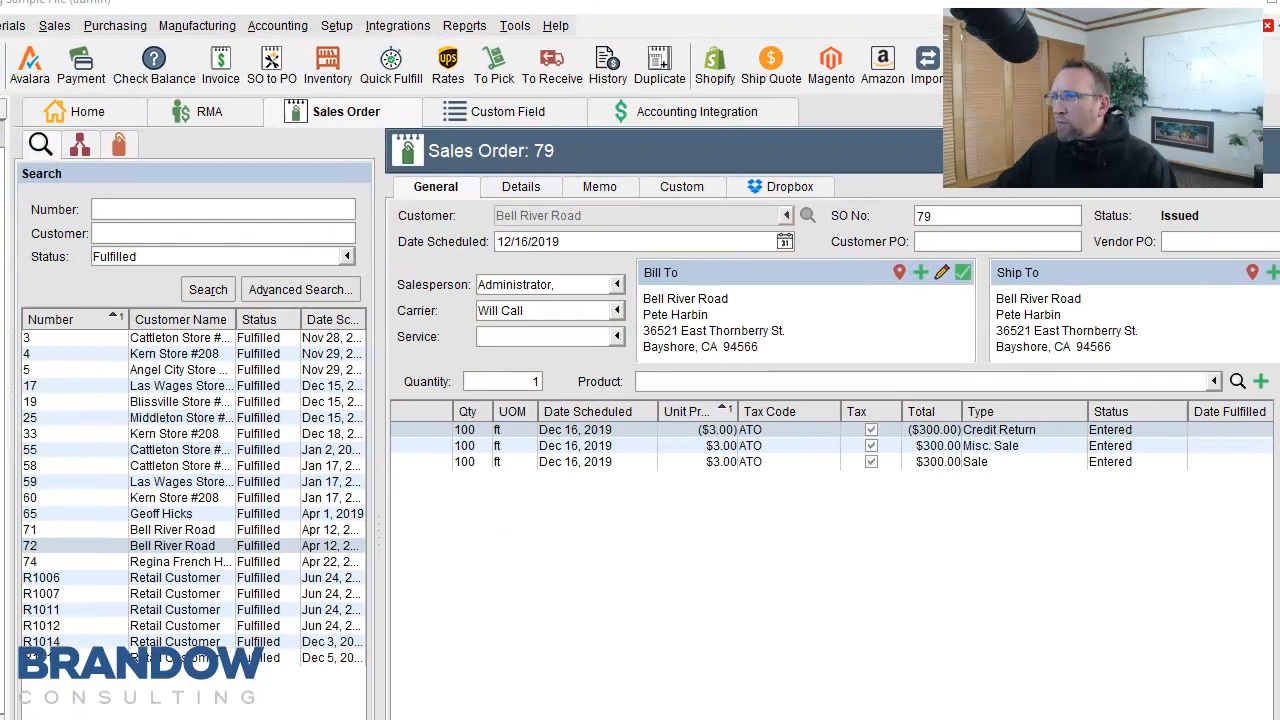 Sales Purchasing Manufacturing Setup Integrations Reports Tools Help
Avalara Payment Check Balance Invoice SO TO PO Inventory Quick Fulfill Rates To Pick To Receive History Duplicate Shopify Ship Quote Magento Amazon
ups
Home RMA Sales Order Custom Field Accounting Integration
Search
Number:
Customer:
Status: Fulfilled
Search Advanced Search...
Number 1 Customer Name Status Date Sc...
3 Cattleton Store #... Fulfilled Nov 28, 2...
4 Kern Store #208 Fulfilled Nov 29, 2...
5 Angel City Store ... Fulfilled Nov 29, 2...
17 Las Wages Store... Fulfilled Dec 15, 2...
19 Blissville Store #... Fulfilled Dec 15, 2...
25 Middleton Store #... Fulfilled Dec 15, 2...
33 Kern Store #208 Fulfilled Dec 18, 2...
55 Cattleton Store #... Fulfilled Jan 2, 20...
58 Cattleton Store #... Fulfilled Jan 17, 2...
59 Las Wages Store... Fulfilled Jan 17, 2...
60 Kern Store #208 Fulfilled Jan 17, 2...
65 Geoff Hicks Fulfilled Apr 1, 2019
71 Bell River Road Fulfilled Apr 12, 2...
72 Bell River Road Fulfilled Apr 12, 2...
74 Regina French H... Fulfilled Apr 22, 2...
R1006 Retail Customer Fulfilled Jun 24, 2...
R1007 Retail Customer Fulfilled Jun 24, 2...
R1011 Retail Customer Fulfilled Jun 24, 2...
R1012 Retail Customer Fulfilled Jun 24, 2...
R1014 Retail Customer Fulfilled Dec 3, 20...
Dec 5, 20...
BRANDOW
CONSULTING
Sales Order: 79
General Details Memo Custom Dropbox
Customer: Bell River Road SO No: 79 Status: Issued
Date Scheduled: 12/16/2019 31 Customer PO: Vendor PO:
Salesperson: Administrator,
Carrier: Will Call
Service:
Bill To
Bell River Road
Pete Harbin
36521 East Thornberry St.
Bayshore, CA 94566
Ship To
Bell River Road
Pete Harbin
36521 East Thornberry St.
Bayshore, CA 94566
Quantity: 1 Product:
Qty UOM Date Scheduled Unit Pr... 1 Tax Code Tax Total Type Status Date Fulfilled
100 ft Dec 16, 2019 ($3.00) ATO ($300.00) Credit Return Entered
100 ft Dec 16, 2019 $3.00 ATO $300.00 Misc. Sale Entered
100 ft Dec 16, 2019 $3.00 ATO $300.00 Sale Entered